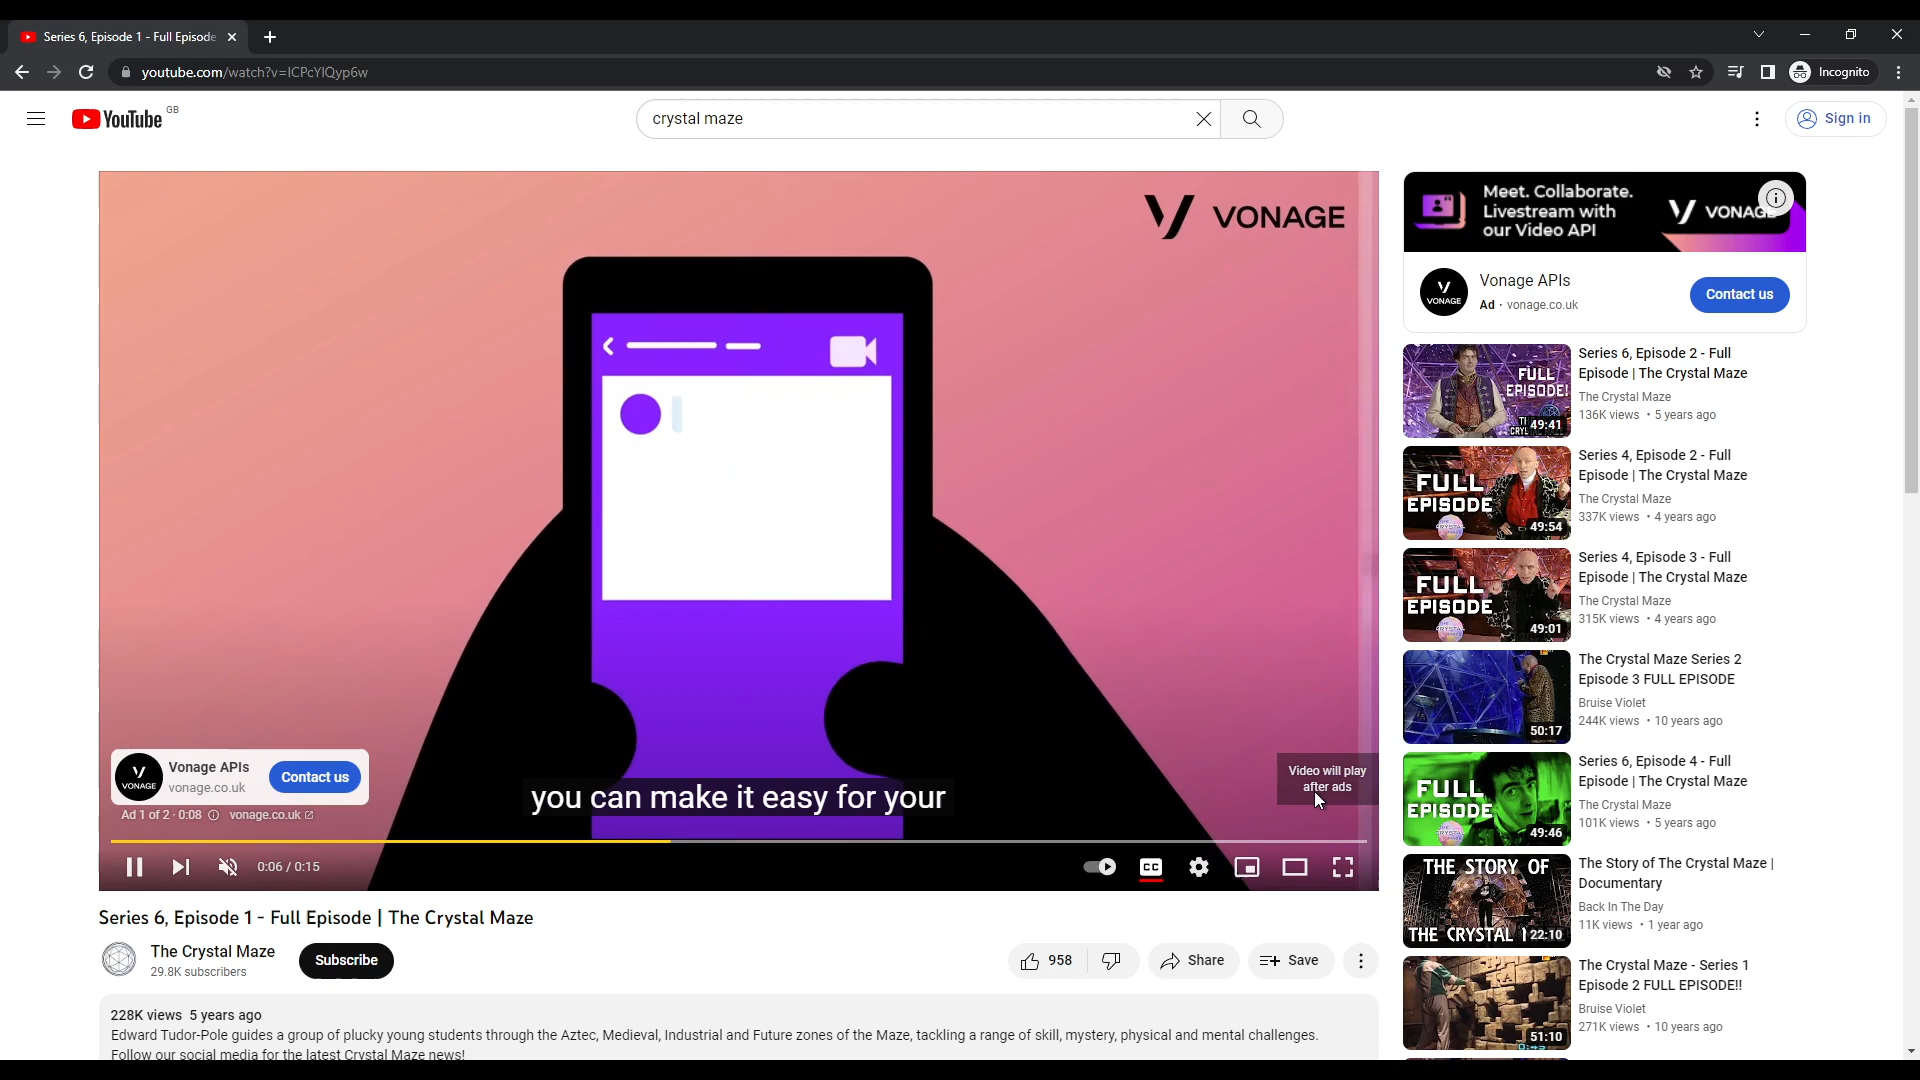 Series 6, Episode 1 - Full Episode
youtube.com/watch?v=ICPcYlQyp6w
Incognito
YouTube GB
crystal maze
Sign in
VONAGE
VONAGE
Vonage APIs
vonage.co.uk
Contact us
Ad 1 of 2 · 0:08
vonage.co.uk
you can make it easy for your
Video will play
after ads
0:06 / 0:15
CC
Series 6, Episode 1 - Full Episode | The Crystal Maze
The Crystal Maze
29.8K subscribers
Subscribe
958
Share
Save
228K views 5 years ago
Edward Tudor-Pole guides a group of plucky young students through the Aztec, Medieval, Industrial and Future zones of the Maze, tackling a range of skill, mystery, physical and mental challenges.
Follow our social media for the latest Crystal Maze news!
Meet. Collaborate.
Livestream with
our Video API
VONAGE
VONAGE
Vonage APIs
Ad · vonage.co.uk
Contact us
FULL
EPISODE!
49:41
Series 6, Episode 2 - Full
Episode | The Crystal Maze
The Crystal Maze
136K views • 5 years ago
FULL
EPISODE
49:54
Series 4, Episode 2 - Full
Episode | The Crystal Maze
The Crystal Maze
337K views • 4 years ago
FULL
EPISODE
49:01
Series 4, Episode 3 - Full
Episode | The Crystal Maze
The Crystal Maze
315K views • 4 years ago
50:17
The Crystal Maze Series 2
Episode 3 FULL EPISODE
Bruise Violet
244K views • 10 years ago
FULL
EPISODE
49:46
Series 6, Episode 4 - Full
Episode | The Crystal Maze
The Crystal Maze
101K views • 5 years ago
THE STORY OF
THE CRYSTAL
22:10
The Story of The Crystal Maze |
Documentary
Back In The Day
11K views • 1 year ago
51:10
The Crystal Maze - Series 1
Episode 2 FULL EPISODE!!
Bruise Violet
271K views • 10 years ago